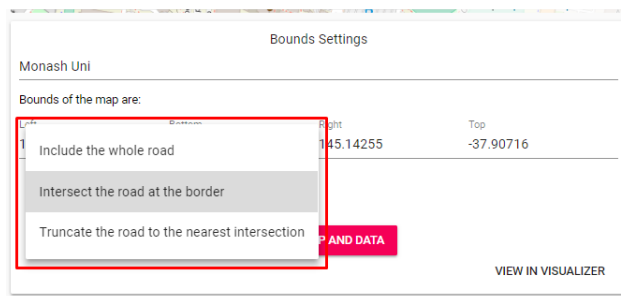 Bounds Settings
Monash Uni
Bounds of the map are:
Right Top
145.14255 -37.90716
Include the whole road
Intersect the road at the border
Truncate the road to the nearest intersection
AND DATA
VIEW IN VISUALIZER